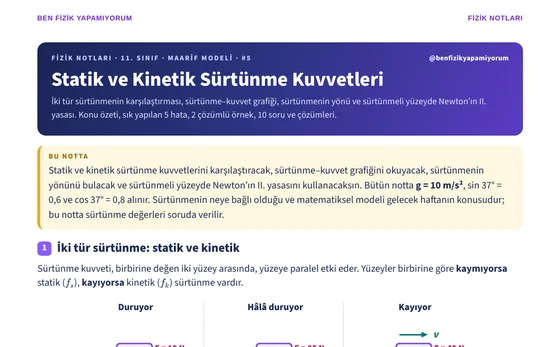 BEN FİZİK YAPAMIYORUM
FİZİK NOTLARI
FİZİK NOTLARI · 11. SINIF · MAARİF MODELİ · #5
@benfizikyapamiyorum
Statik ve Kinetik Sürtünme Kuvvetleri
İki tür sürtünmenin karşılaştırması, sürtünme–kuvvet grafiği, sürtünmenin yönü ve sürtünmeli yüzeyde Newton'ın II.
yasası. Konu özeti, sık yapılan 5 hata, 2 çözümlü örnek, 10 soru ve çözümleri.
BU NOTTA
Statik ve kinetik sürtünme kuvvetlerini karşılaştıracak, sürtünme–kuvvet grafiğini okuyacak, sürtünmenin
yönünü bulacak ve sürtünmeli yüzeyde Newton'ın II. yasasını kullanacaksın. Bütün notta g = 10 m/s², sin 37° =
0,6 ve cos 37° = 0,8 alınır. Sürtünmenin neye bağlı olduğu ve matematiksel modeli gelecek haftanın konusudur;
bu notta sürtünme değerleri soruda verilir.
1 İki tür sürtünme: statik ve kinetik
Sürtünme kuvveti, birbirine değen iki yüzey arasında, yüzeye paralel etki eder. Yüzeyler birbirine göre kaymıyorsa
statik (fₛ), kayıyorsa kinetik (fₖ) sürtünme vardır.
Duruyor
Hâlâ duruyor
Kayıyor
v